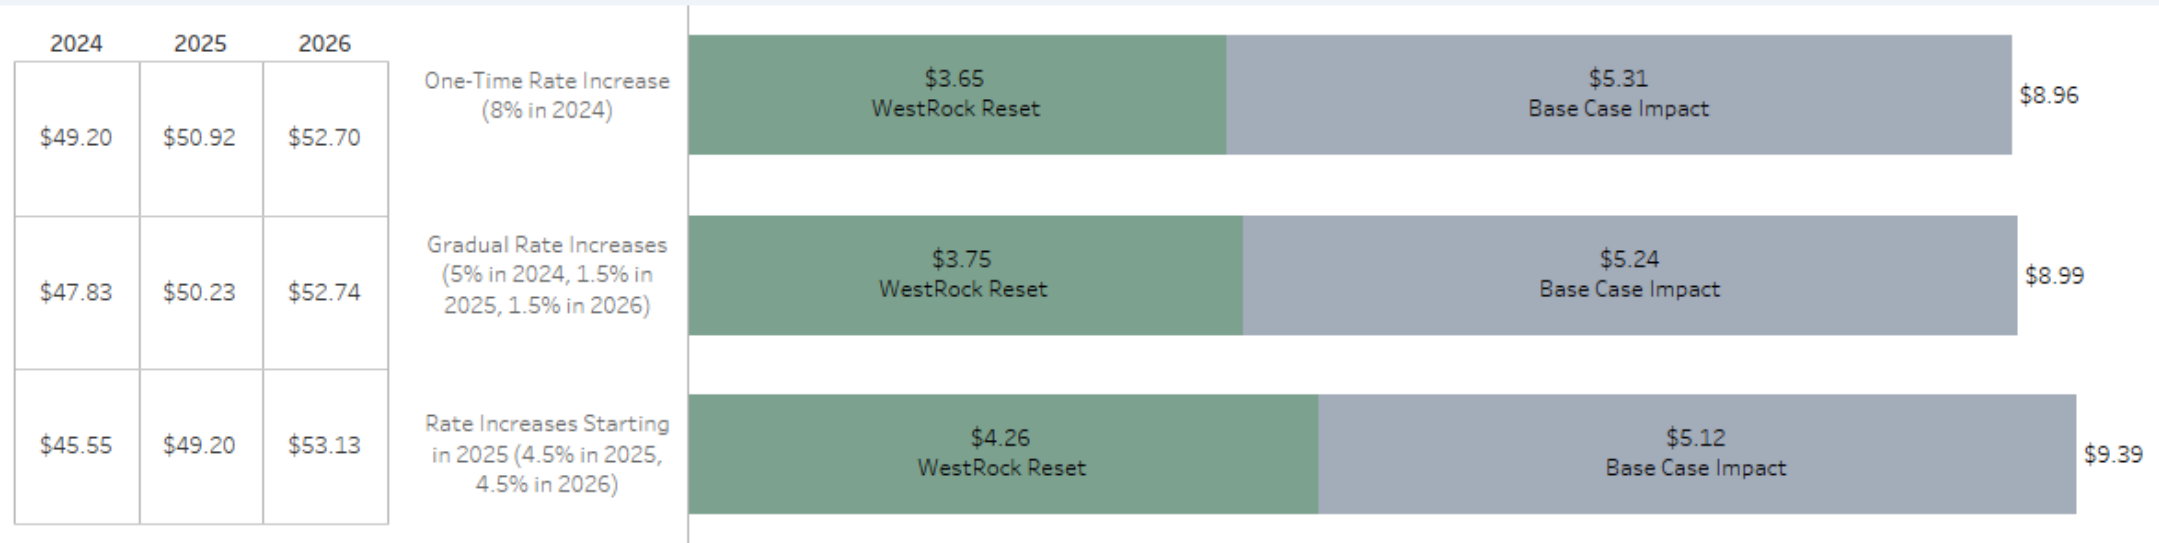 2024 2025 2026
$49.20 $50.92 $52.70
One-Time Rate Increase
(8% in 2024)
$3.65
WestRock Reset
$5.31
Base Case Impact
$8.96
$47.83 $50.23 $52.74
Gradual Rate Increases
(5% in 2024, 1.5% in
2025, 1.5% in 2026)
$3.75
WestRock Reset
$5.24
Base Case Impact
$8.99
$45.55 $49.20 $53.13
Rate Increases Starting
in 2025 (4.5% in 2025,
4.5% in 2026)
$4.26
WestRock Reset
$5.12
Base Case Impact
$9.39